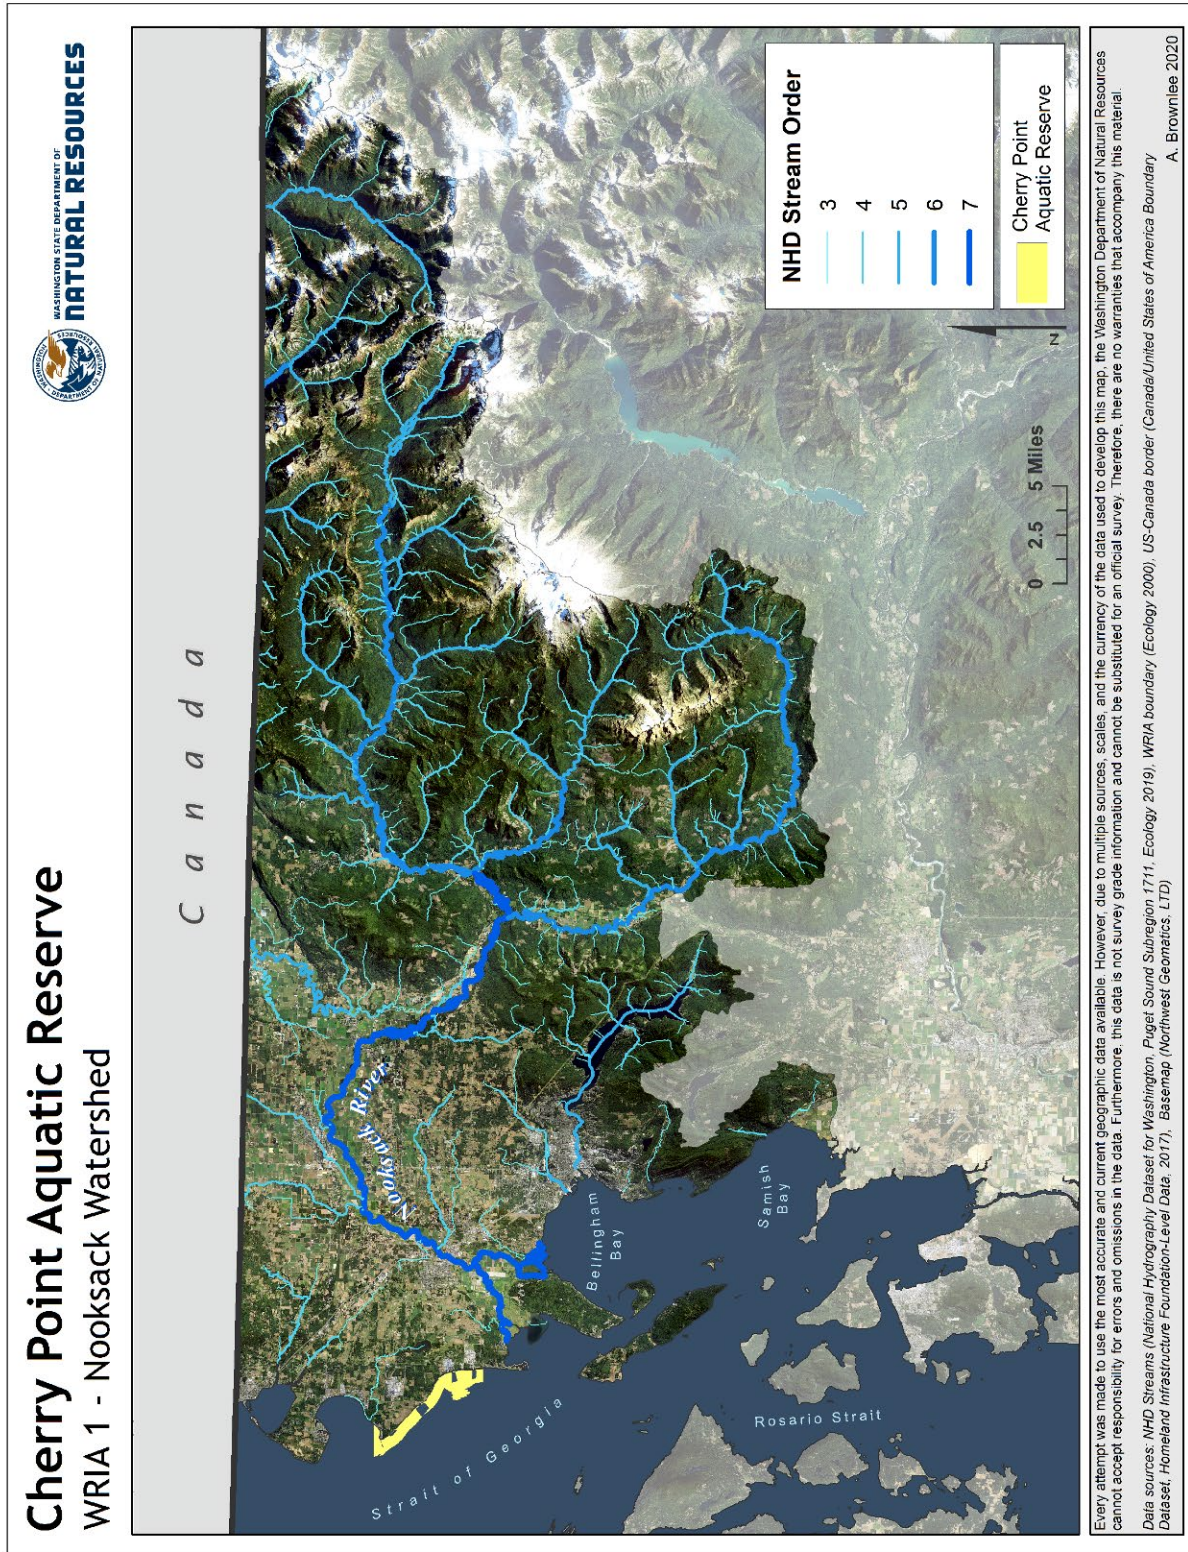 Cherry Point Aquatic Reserve
WRIA 1 - Nooksack Watershed
WASHINGTON STATE DEPARTMENT OF
NATURAL RESOURCES
WASHINGTON · DEPARTMENT OF NATURAL RESOURCES
Canada
Nooksack River
Strait of Georgia
Bellingham
Bay
Samish
Bay
Rosario Strait
NHD Stream Order
3
4
5
6
7
Cherry Point
Aquatic Reserve
N
0 2.5 5 Miles
Every attempt was made to use the most accurate and current geographic data available. However, due to multiple sources, scales, and the currency of the data used to develop this map, the Washington Department of Natural Resources
cannot accept responsibility for errors and omissions in the data. Furthermore, this data is not survey grade information and cannot be substituted for an official survey. Therefore, there are no warranties that accompany this material.
Data sources: NHD Streams (National Hydrography Dataset for Washington, Puget Sound Subregion 1711, Ecology 2019), WRIA boundary (Ecology 2000), US-Canada border (Canada/United States of America Boundary
Dataset, Homeland Infrastructure Foundation-Level Data, 2017), Basemap (Northwest Geomatics, LTD)
A. Brownlee 2020